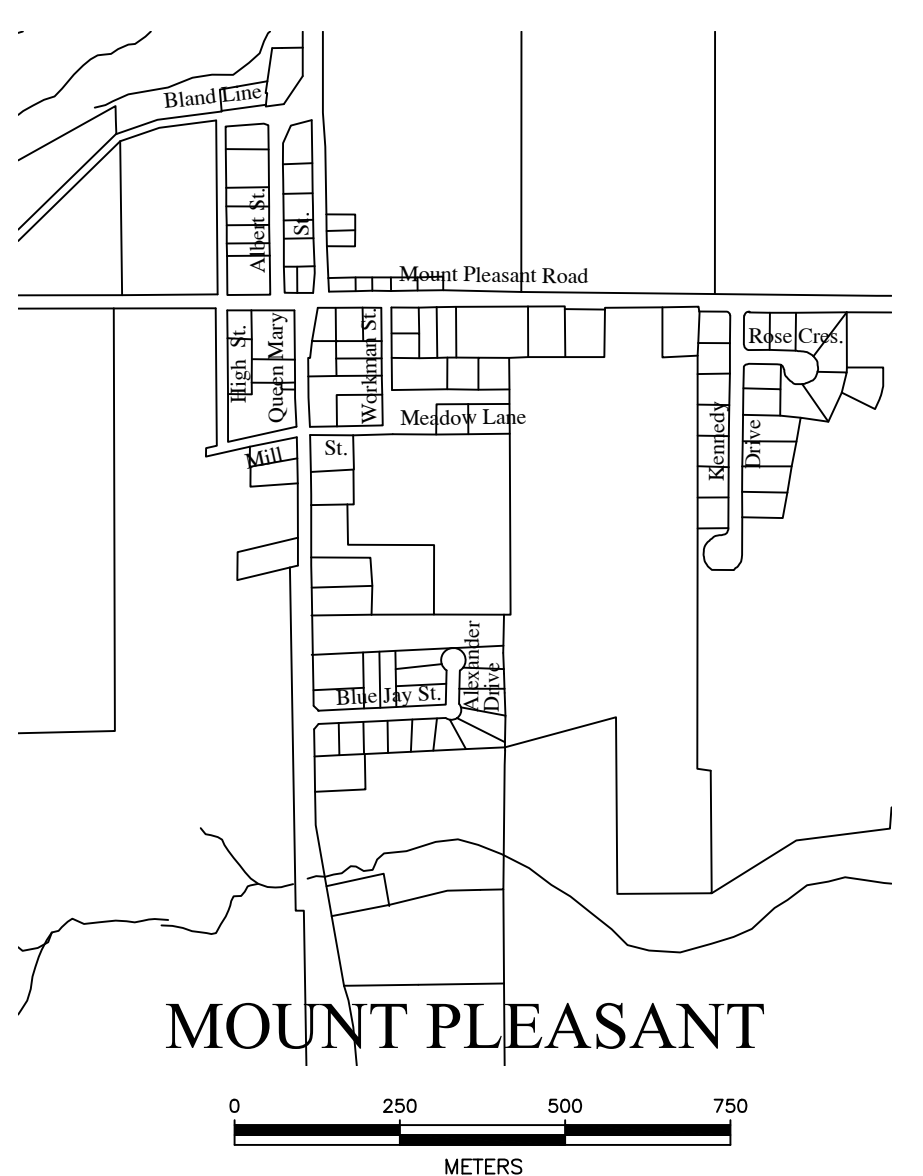 Bland Line
Albert St.
St.
Mount Pleasant Road
High St.
Queen Mary
Workman St.
Rose Cres.
Meadow Lane
Kennedy
Drive
Mill
St.
Alexander
Drive
Blue Jay St.
MOUNT PLEASANT
0 250 500 750
METERS